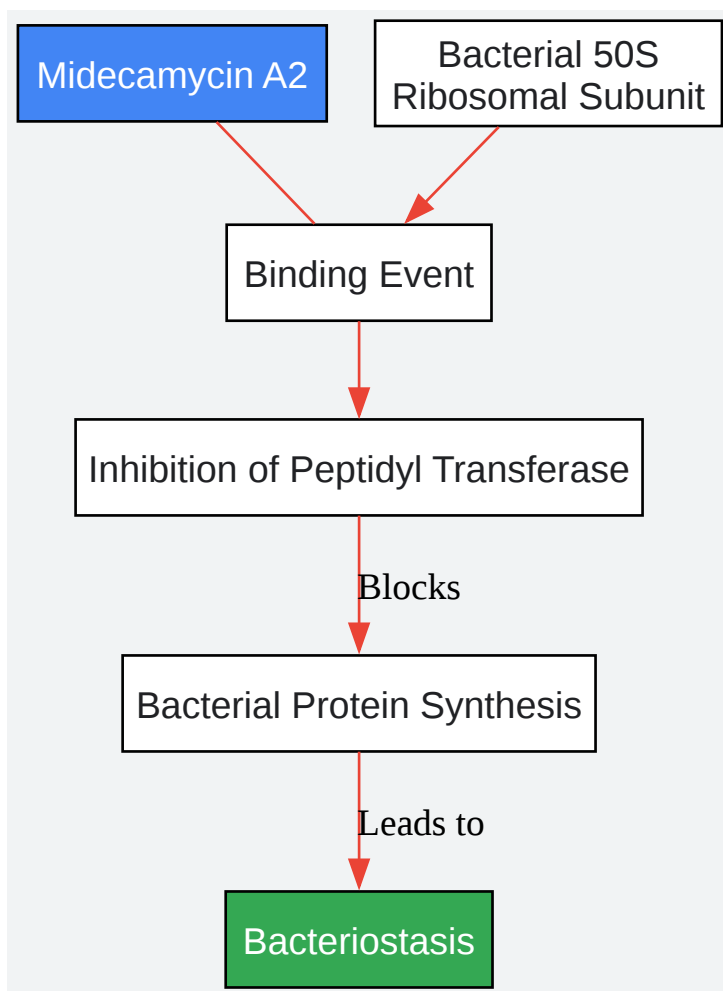 Midecamycin A2
Bacterial 50S
Ribosomal Subunit
Binding Event
Inhibition of Peptidyl Transferase
Blocks
Bacterial Protein Synthesis
Leads to
Bacteriostasis